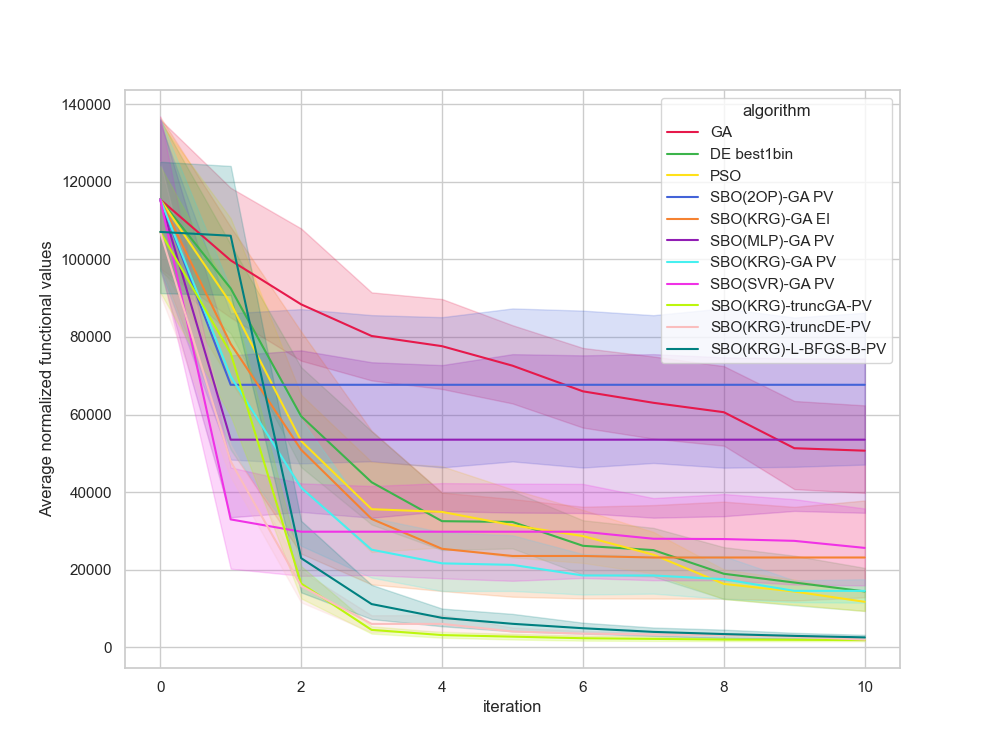 140000
120000
100000
80000
60000
40000
20000
0
Average normalized functional values
0
2
4
6
8
10
iteration
algorithm
GA
DE best1bin
PSO
SBO(2OP)-GA PV
SBO(KRG)-GA EI
SBO(MLP)-GA PV
SBO(KRG)-GA PV
SBO(SVR)-GA PV
SBO(KRG)-truncGA-PV
SBO(KRG)-truncDE-PV
SBO(KRG)-L-BFGS-B-PV